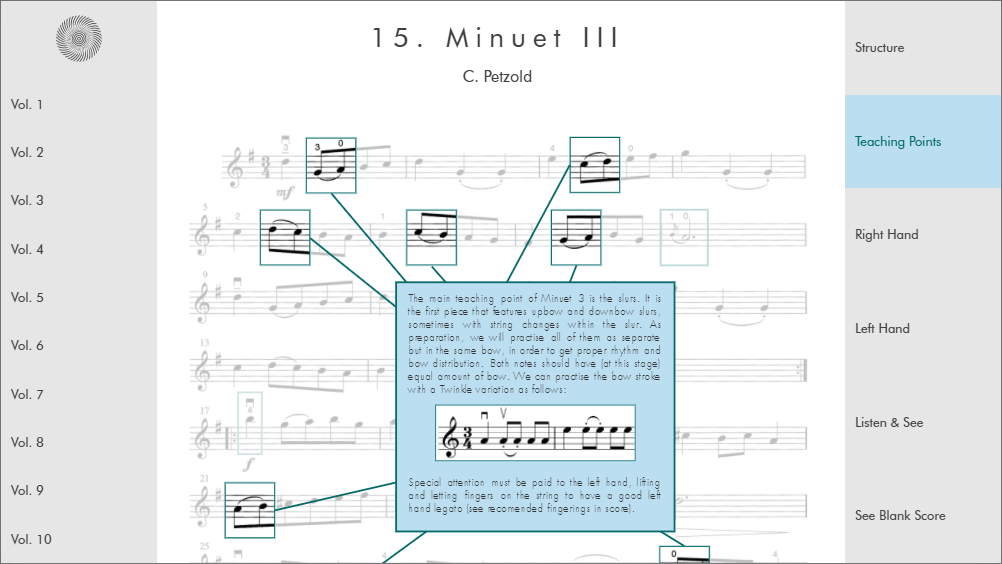 15. Minuet III
C. Petzold
Vol. 1
Vol. 2
Vol. 3
Vol. 4
Vol. 5
Vol. 6
Vol. 7
Vol. 8
Vol. 9
Vol. 10
3 3 0 4 0
mf
5 2 1 1 0
9
13
17 4
f
21
25 0 4
The main teaching point of Minuet 3 is the slurs. It is
the first piece that features upbow and downbow slurs,
sometimes with string changes within the slur. As
preparation, we will practise all of them as separate
but in the same bow, in order to get proper rhythm and
bow distribution. Both notes should have (at this stage)
equal amount of bow. We can practise the bow stroke
with a Twinkle variation as follows:
3
4
Special attention must be paid to the left hand, lifting
and letting fingers on the string to have a good left
hand legato (see recomended fingerings in score).
Structure
Teaching Points
Right Hand
Left Hand
Listen & See
See Blank Score